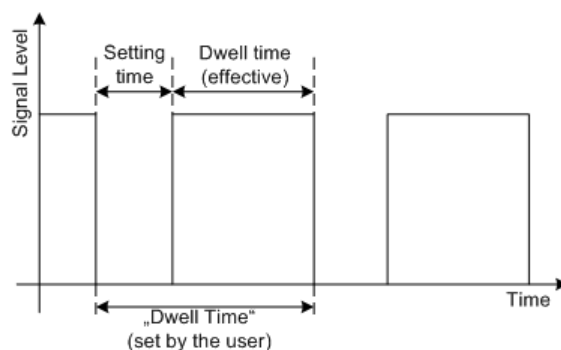 Setting
time
Dwell time
(effective)
Signal Level
Time
„Dwell Time“
(set by the user)